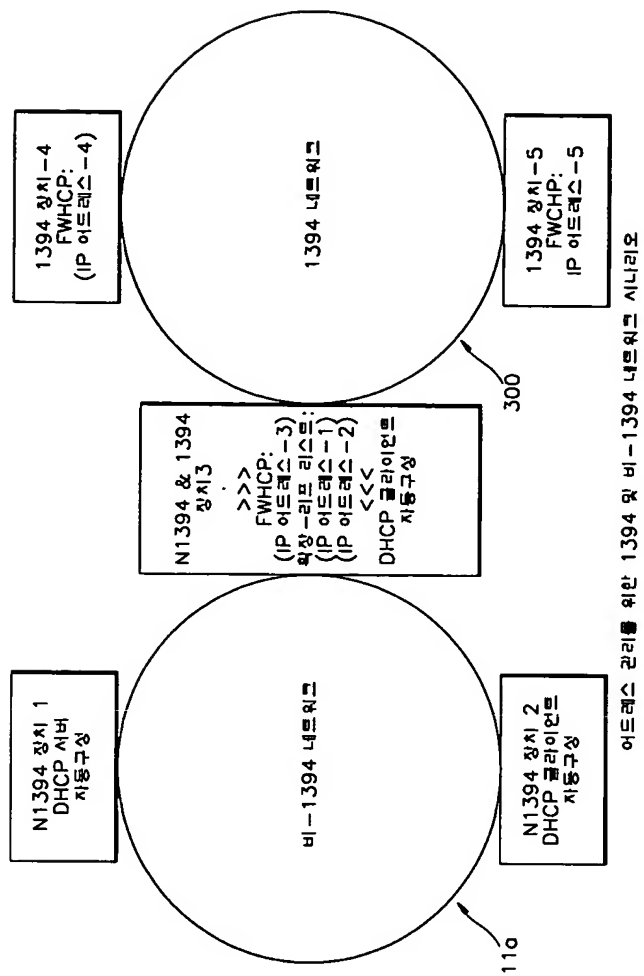 N1394 장치 1
DHCP 서버
자동구성
비-1394 네트워크
N1394 장치 2
DHCP 클라이언트
자동구성
11a
N1394 & 1394
장치3
>>>
FWHCP:
(IP 어드레스-3)
확장-리프 리스트:
(IP 어드레스-1)
(IP 어드레스-2)
<<<
DHCP 클라이언트
자동구성
1394 장치-4
FWHCP:
(IP 어드레스-4)
1394 네트워크
300
1394 장치-5
FWCHP:
IP 어드레스-5
어드레스 관리를 위한 1394 및 비-1394 네트워크 시나리오